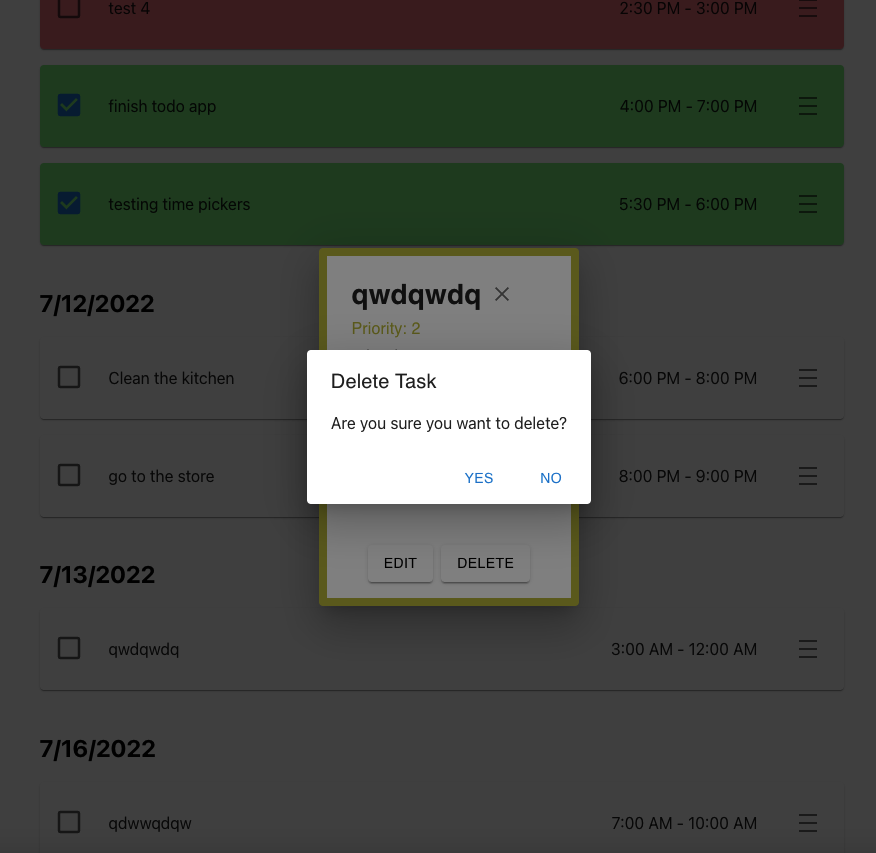 test 4 2:30 PM - 3:00 PM
finish todo app 4:00 PM - 7:00 PM
testing time pickers 5:30 PM - 6:00 PM
7/12/2022
qwdqwdq
Priority: 2
Clean the kitchen 6:00 PM - 8:00 PM
Delete Task
Are you sure you want to delete?
YES NO
go to the store 8:00 PM - 9:00 PM
EDIT DELETE
7/13/2022
qwdqwdq 3:00 AM - 12:00 AM
7/16/2022
qdwwqdqw 7:00 AM - 10:00 AM